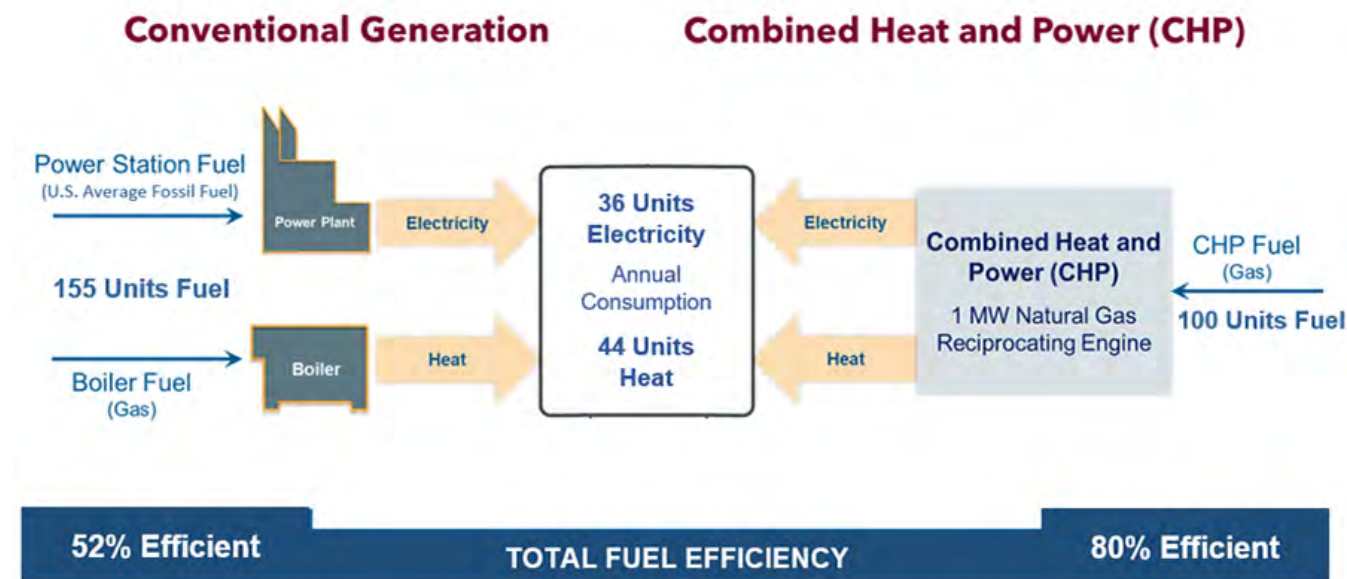 Conventional Generation
Combined Heat and Power (CHP)
Power Station Fuel
(U.S. Average Fossil Fuel)
Power Plant
Electricity
155 Units Fuel
Boiler Fuel
(Gas)
Boiler
Heat
36 Units
Electricity
Annual
Consumption
44 Units
Heat
Electricity
Heat
Combined Heat and
Power (CHP)
1 MW Natural Gas
Reciprocating Engine
CHP Fuel
(Gas)
100 Units Fuel
52% Efficient
TOTAL FUEL EFFICIENCY
80% Efficient